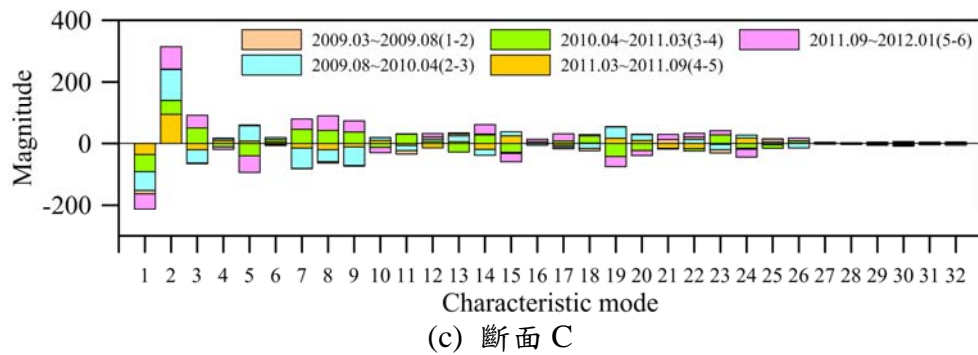 400
200
0
-200
Magnitude
2009.03~2009.08(1-2) 2010.04~2011.03(3-4) 2011.09~2012.01(5-6)
2009.08~2010.04(2-3) 2011.03~2011.09(4-5)
1 2 3 4 5 6 7 8 9 10 11 12 13 14 15 16 17 18 19 20 21 22 23 24 25 26 27 28 29 30 31 32
Characteristic mode
(c) 斷面 C